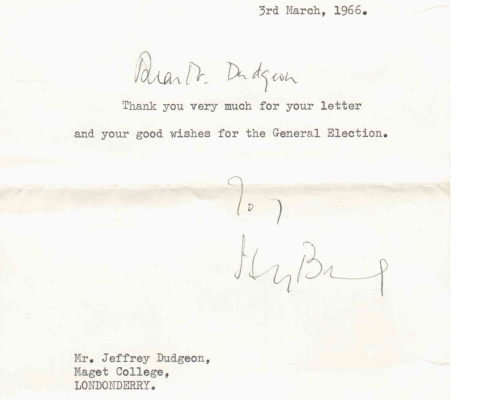 3rd March, 1966.
Dear Mr. Dudgeon
Thank you very much for your letter
and your good wishes for the General Election.
Mr. Jeffrey Dudgeon,
Maget College,
LONDONDERRY.